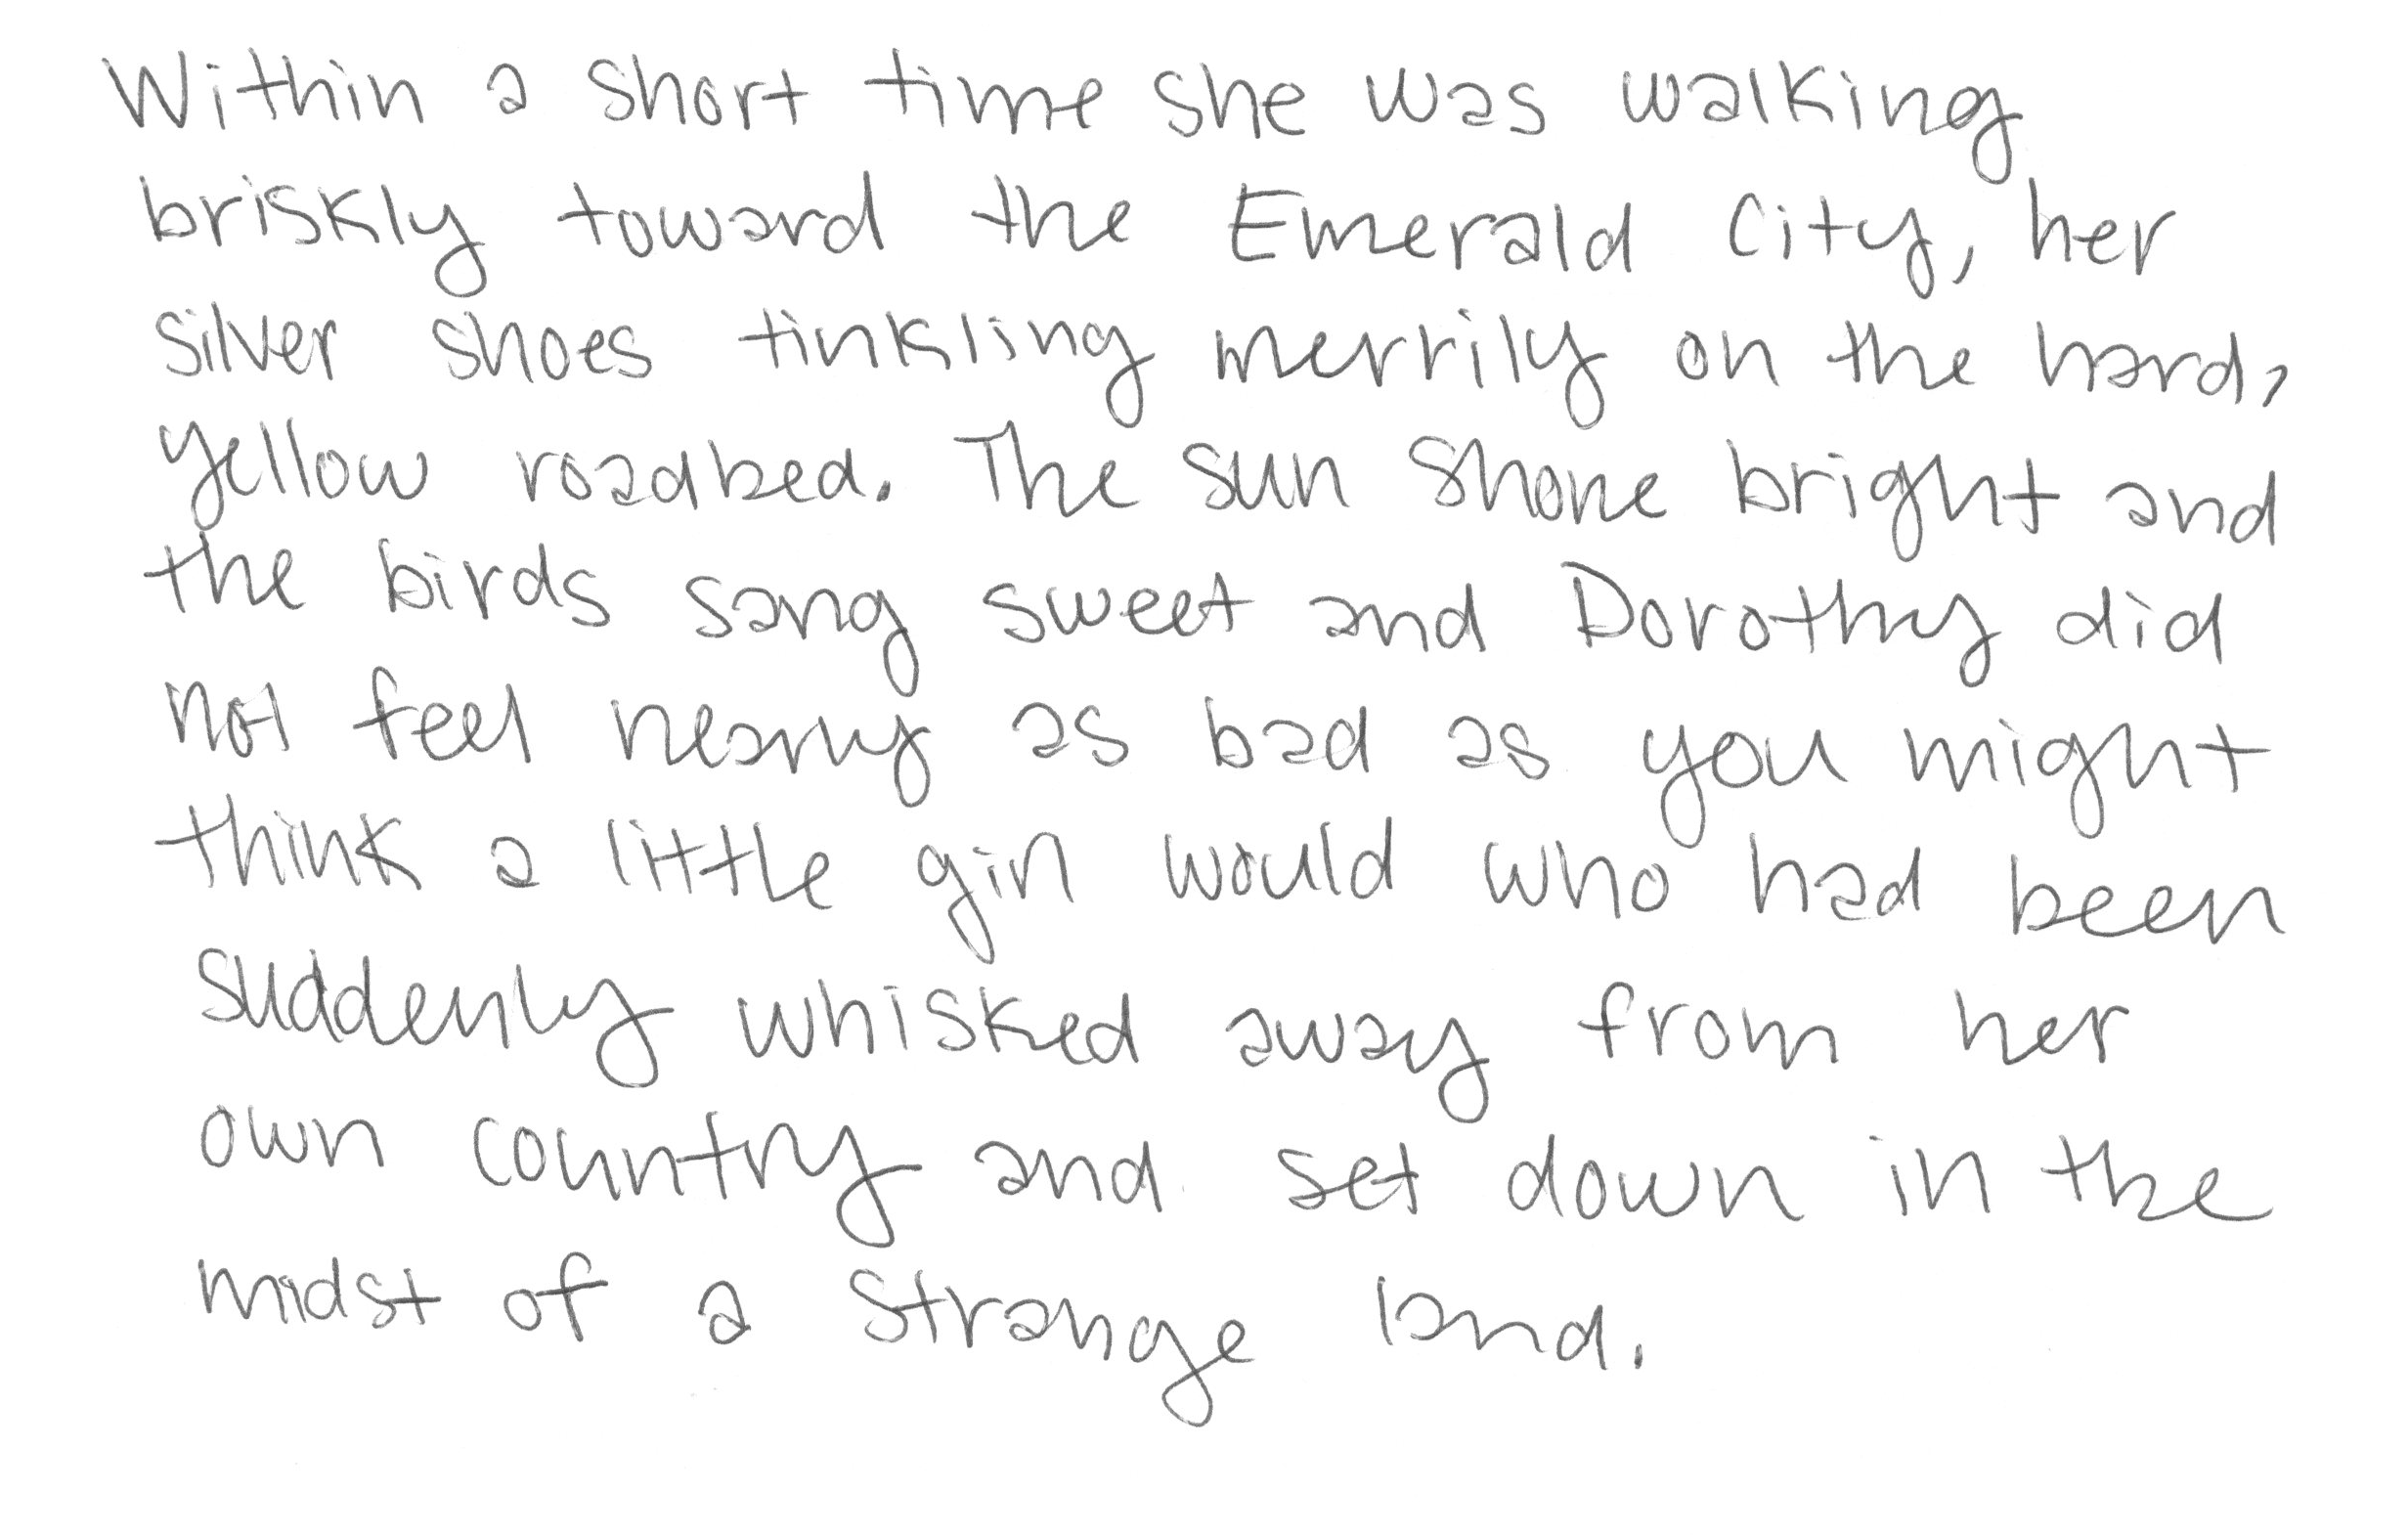 Within a short time she was walking
briskly toward the Emerald City, her
silver shoes tinkling merrily on the hard,
yellow roadbed. The sun shone bright and
the birds sang sweet and Dorothy did
not feel nearly as bad as you might
think a little girl would who had been
suddenly whisked away from her
own country and set down in the
midst of a strange land.